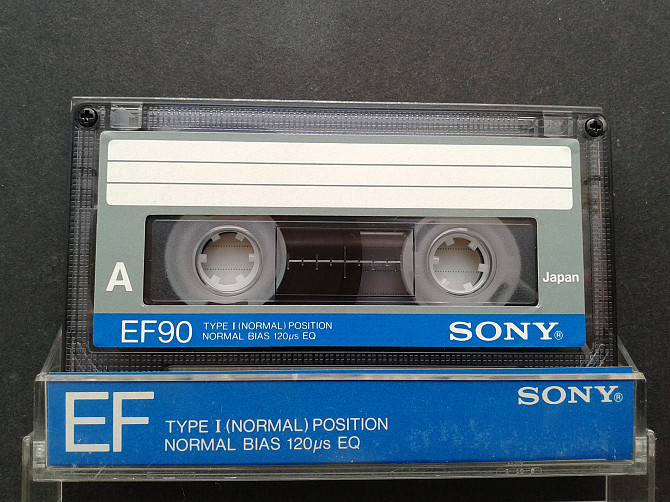 A
Japan
EF90 TYPE I (NORMAL) POSITION
NORMAL BIAS 120µs EQ
SONY®
EF TYPE I (NORMAL) POSITION
NORMAL BIAS 120µs EQ
SONY®